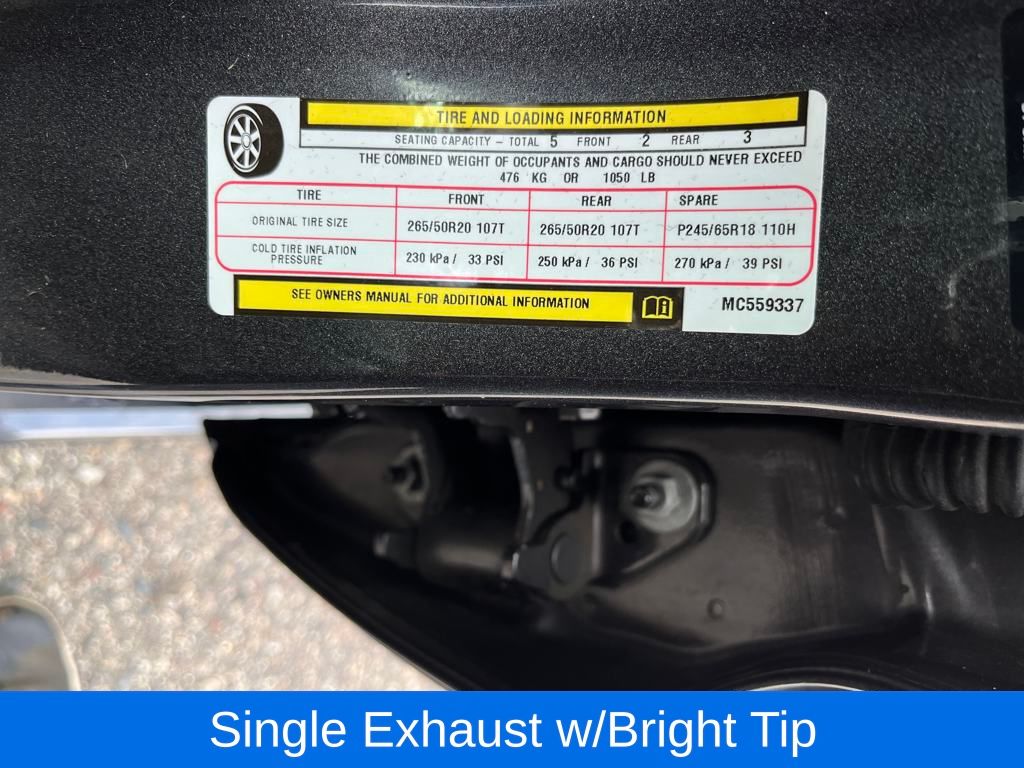 TIRE AND LOADING INFORMATION
SEATING CAPACITY – TOTAL 5 FRONT 2 REAR 3
THE COMBINED WEIGHT OF OCCUPANTS AND CARGO SHOULD NEVER EXCEED
476 KG OR 1050 LB
TIRE FRONT REAR SPARE
ORIGINAL TIRE SIZE 265/50R20 107T 265/50R20 107T P245/65R18 110H
COLD TIRE INFLATION
PRESSURE 230 kPa / 33 PSI 250 kPa / 36 PSI 270 kPa / 39 PSI
SEE OWNERS MANUAL FOR ADDITIONAL INFORMATION
MC559337
Single Exhaust w/Bright Tip